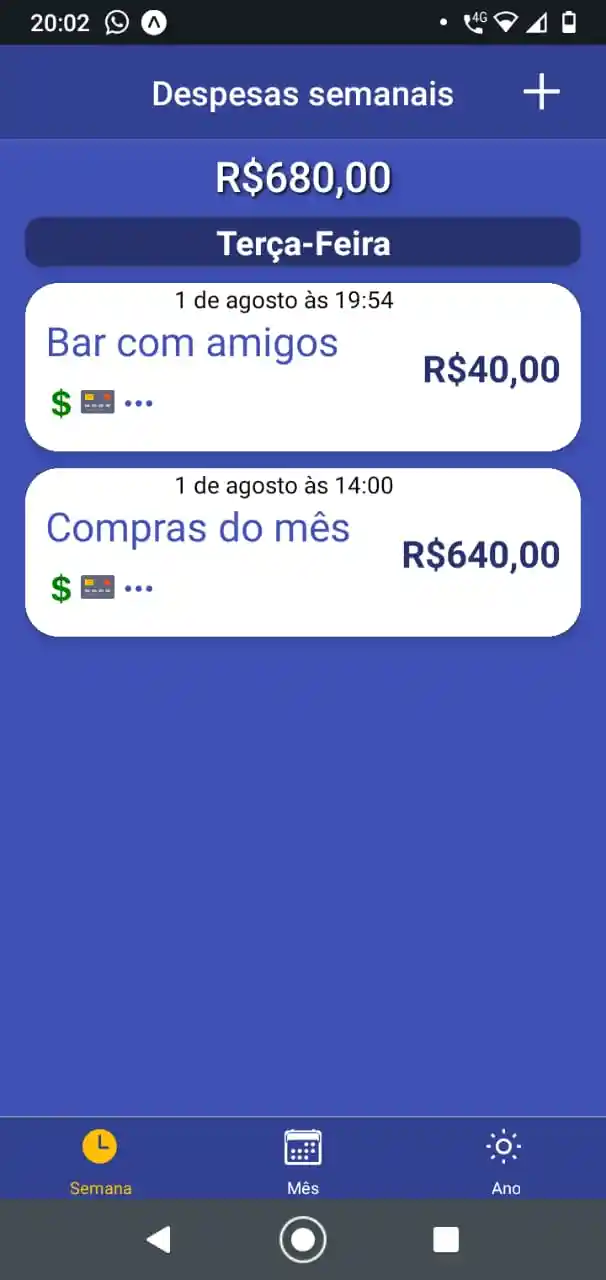 20:02
4G
Despesas semanais
R$680,00
Terça-Feira
1 de agosto às 19:54
Bar com amigos
R$40,00
$
1 de agosto às 14:00
Compras do mês
R$640,00
$
Semana
Mês
Ano